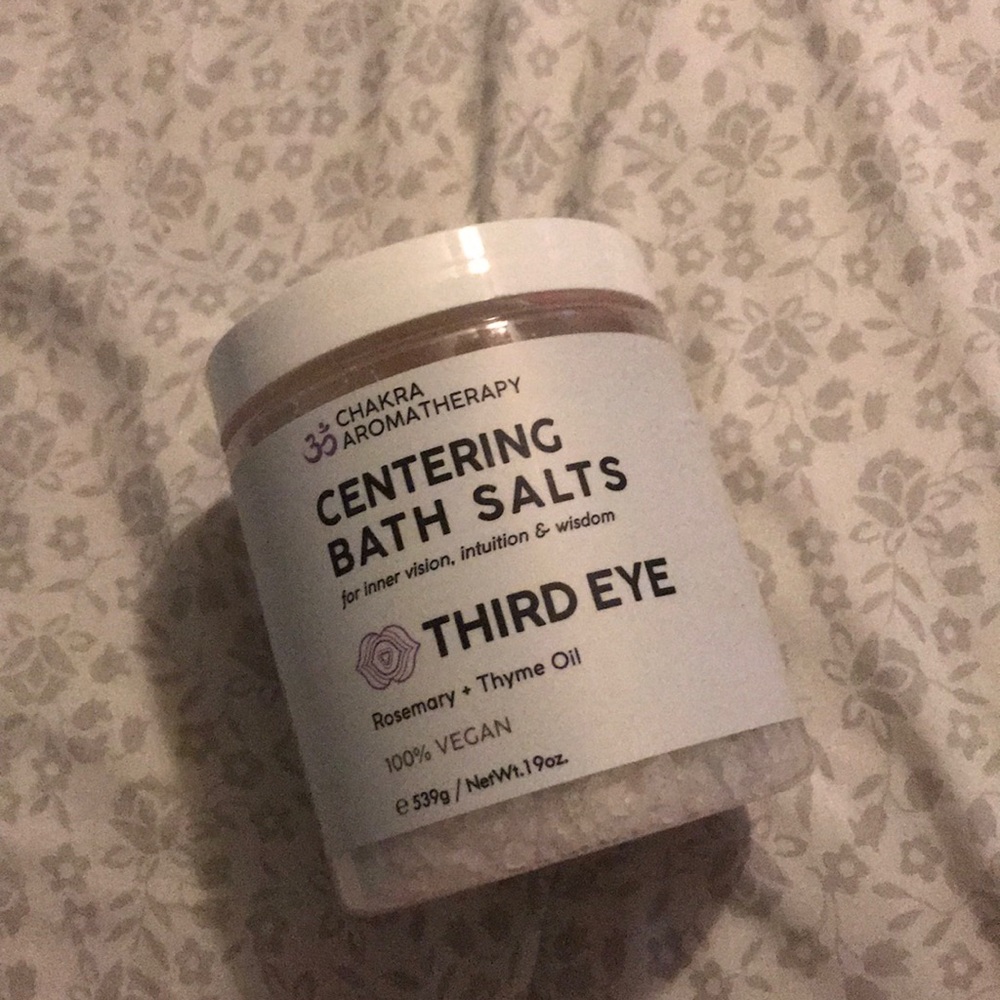 ॐ CHAKRA
AROMATHERAPY
CENTERING
BATH SALTS
for inner vision, intuition & wisdom
THIRD EYE
Rosemary + Thyme Oil
100% VEGAN
℮ 539g / NetWt.19oz.